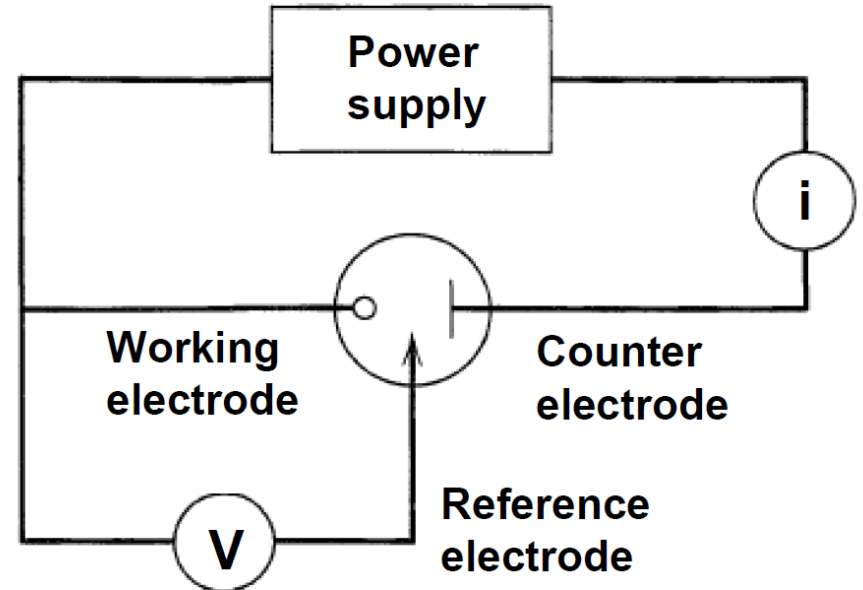 Power
supply
i
Working
electrode
Counter
electrode
Reference
electrode
V